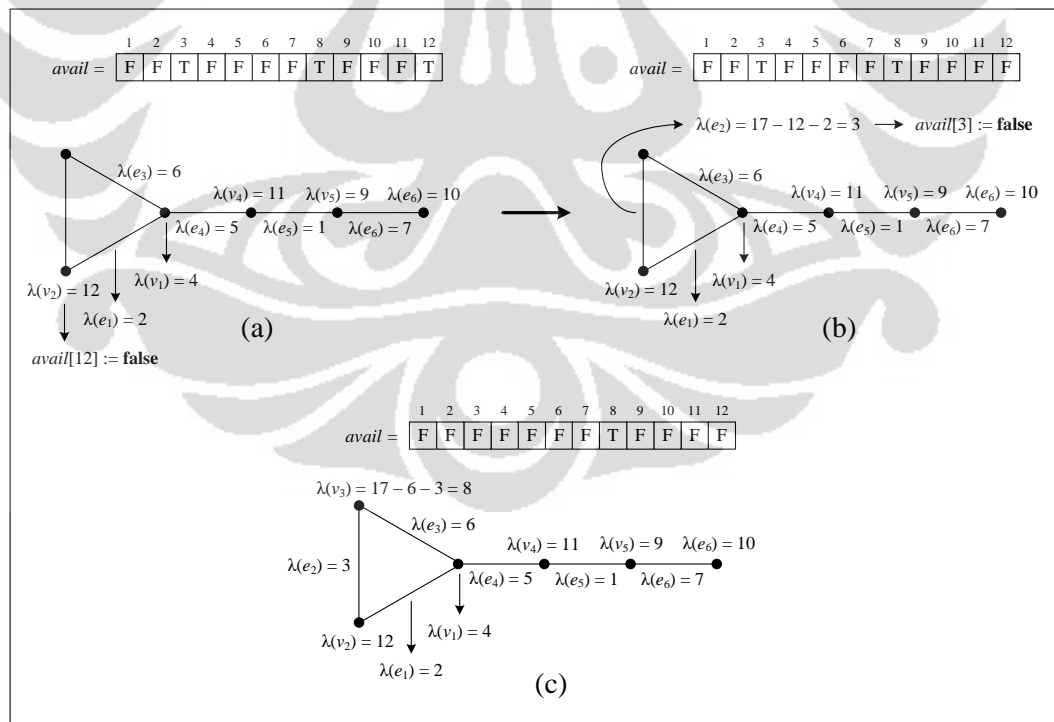 1 2 3 4 5 6 7 8 9 10 11 12
avail = F F T F F F F T F F F T
λ(e3) = 6
λ(v4) = 11 λ(v5) = 9 λ(e6) = 10
λ(e4) = 5 λ(e5) = 1 λ(e6) = 7
λ(v1) = 4
λ(v2) = 12
λ(e1) = 2
avail[12] := false
(a)
1 2 3 4 5 6 7 8 9 10 11 12
avail = F F T F F F F T F F F F
λ(e2) = 17 – 12 – 2 = 3 avail[3] := false
λ(e3) = 6
λ(v4) = 11 λ(v5) = 9 λ(e6) = 10
λ(e4) = 5 λ(e5) = 1 λ(e6) = 7
λ(v1) = 4
λ(v2) = 12
λ(e1) = 2
(b)
1 2 3 4 5 6 7 8 9 10 11 12
avail = F F F F F F F T F F F F
λ(v3) = 17 – 6 – 3 = 8
λ(e3) = 6
λ(v4) = 11 λ(v5) = 9 λ(e6) = 10
λ(e2) = 3
λ(e4) = 5 λ(e5) = 1 λ(e6) = 7
λ(v1) = 4
λ(v2) = 12
λ(e1) = 2
(c)